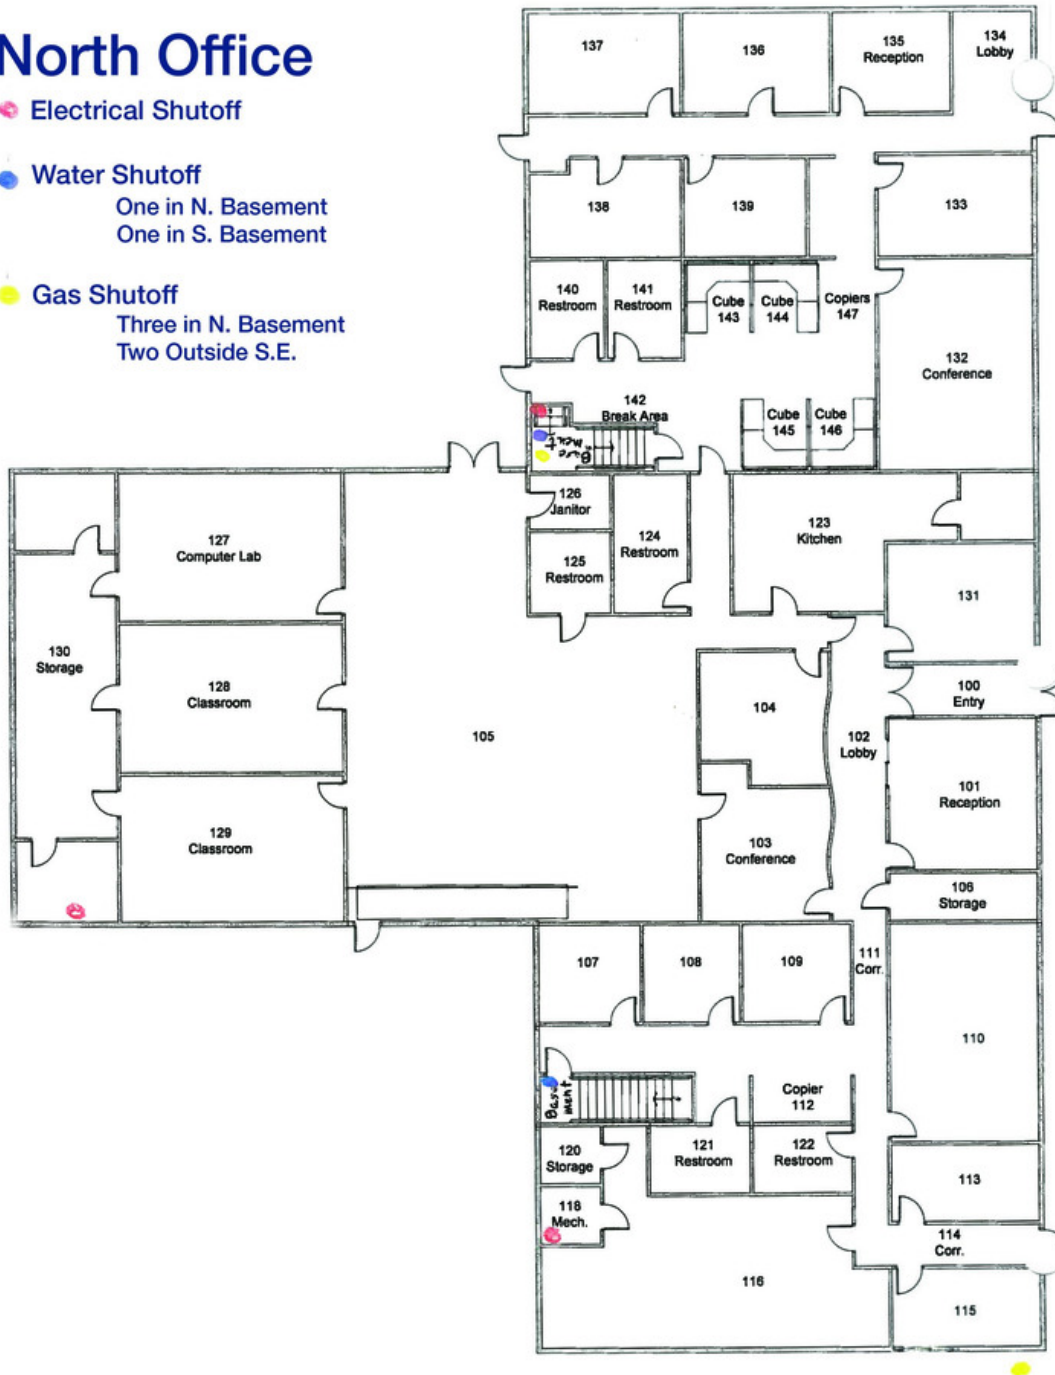 North Office
Electrical Shutoff
Water Shutoff
One in N. Basement
One in S. Basement
Gas Shutoff
Three in N. Basement
Two Outside S.E.
137
136
135
Reception
134
Lobby
138
139
133
140
Restroom
141
Restroom
Cube
143
Cube
144
Copiers
147
132
Conference
142
Break Area
Cube
145
Cube
146
Base
ment
126
Janitor
124
Restroom
125
Restroom
123
Kitchen
127
Computer Lab
131
130
Storage
128
Classroom
100
Entry
104
105
102
Lobby
101
Reception
129
Classroom
103
Conference
106
Storage
107
108
109
111
Corr.
110
Base
ment
Copier
112
120
Storage
121
Restroom
122
Restroom
113
118
Mech.
114
Corr.
116
115